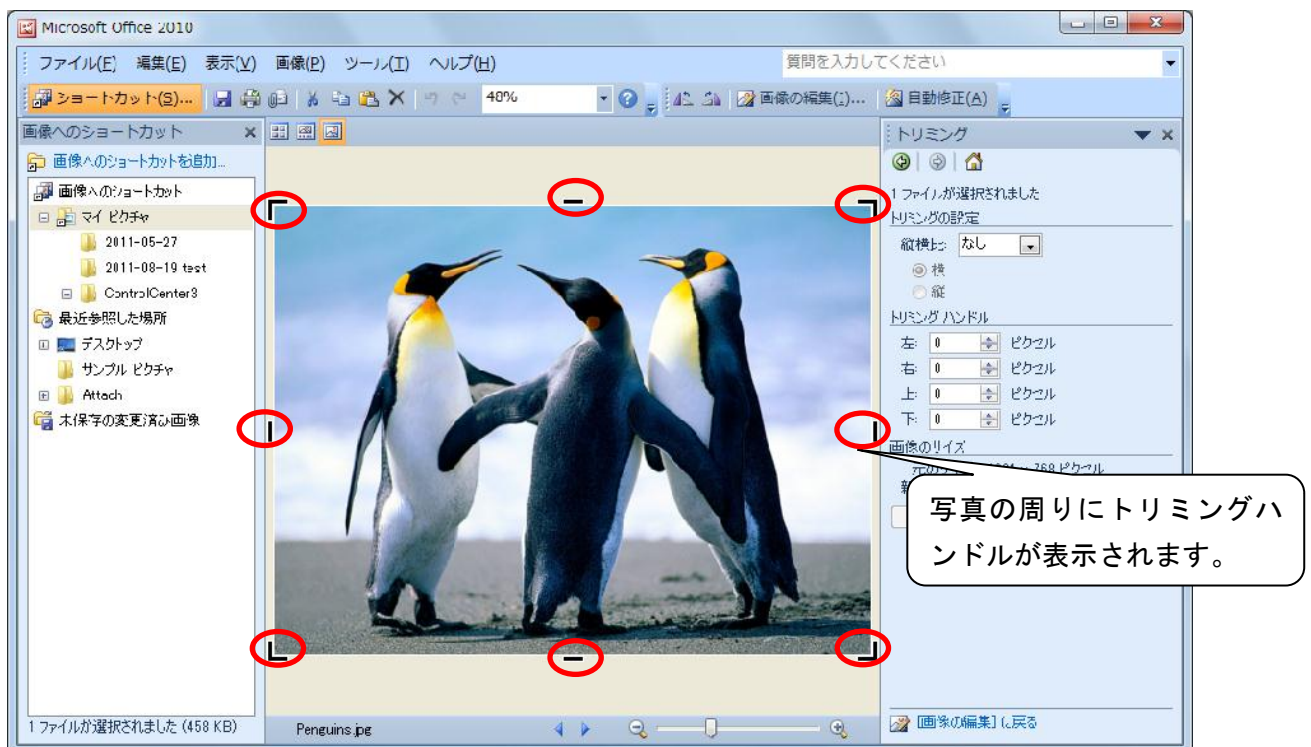 Microsoft Office 2010
ファイル(F) 編集(E) 表示(V) 画像(P) ツール(T) ヘルプ(H) 質問を入力してください
ショートカット(S)... 48% 画像の編集(I)... 自動修正(A)
画像へのショートカット
トリミング
画像へのショートカットを追加...
画像へのショートカット
マイ ピクチャ
2011-05-27
2011-08-19 test
ControlCenter3
最近参照した場所
デスクトップ
サンプル ピクチャ
Attach
未保存の変更済み画像
1 ファイルが選択されました (458 KB)
Penguins.jpg
1 ファイルが選択されました
トリミングの設定
縦横比: なし
横
縦
トリミング ハンドル
左: 0 ピクセル
右: 0 ピクセル
上: 0 ピクセル
下: 0 ピクセル
画像のサイズ
768 ピクセル
写真の周りにトリミングハ
ンドルが表示されます。
[画像の編集] に戻る